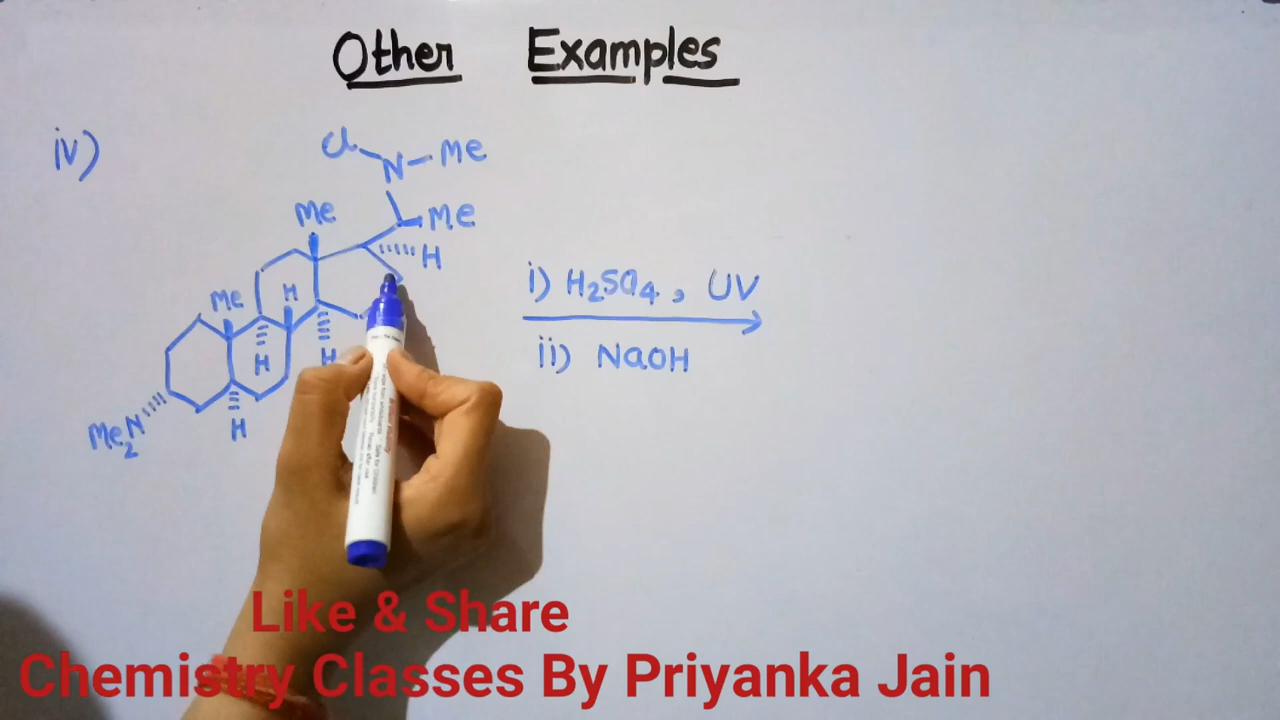 Other Examples
iv)
Cl N Me
Me Me
H
Me H
H H
Me₂N H
i) H₂SO₄, UV
ii) NaOH
Like & Share
Chemistry Classes By Priyanka Jain